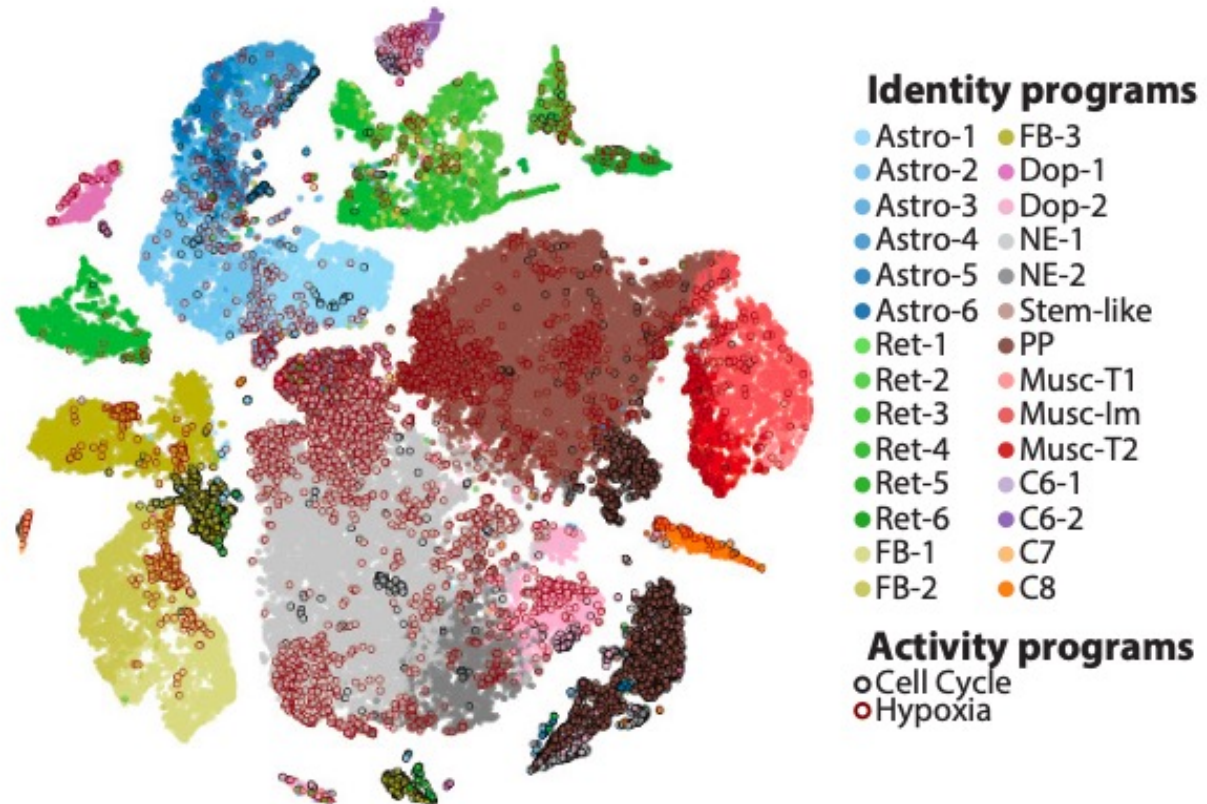 Identity programs
Astro-1 FB-3
Astro-2 Dop-1
Astro-3 Dop-2
Astro-4 NE-1
Astro-5 NE-2
Astro-6 Stem-like
Ret-1 PP
Ret-2 Musc-T1
Ret-3 Musc-Im
Ret-4 Musc-T2
Ret-5 C6-1
Ret-6 C6-2
FB-1 C7
FB-2 C8
Activity programs
Cell Cycle
Hypoxia